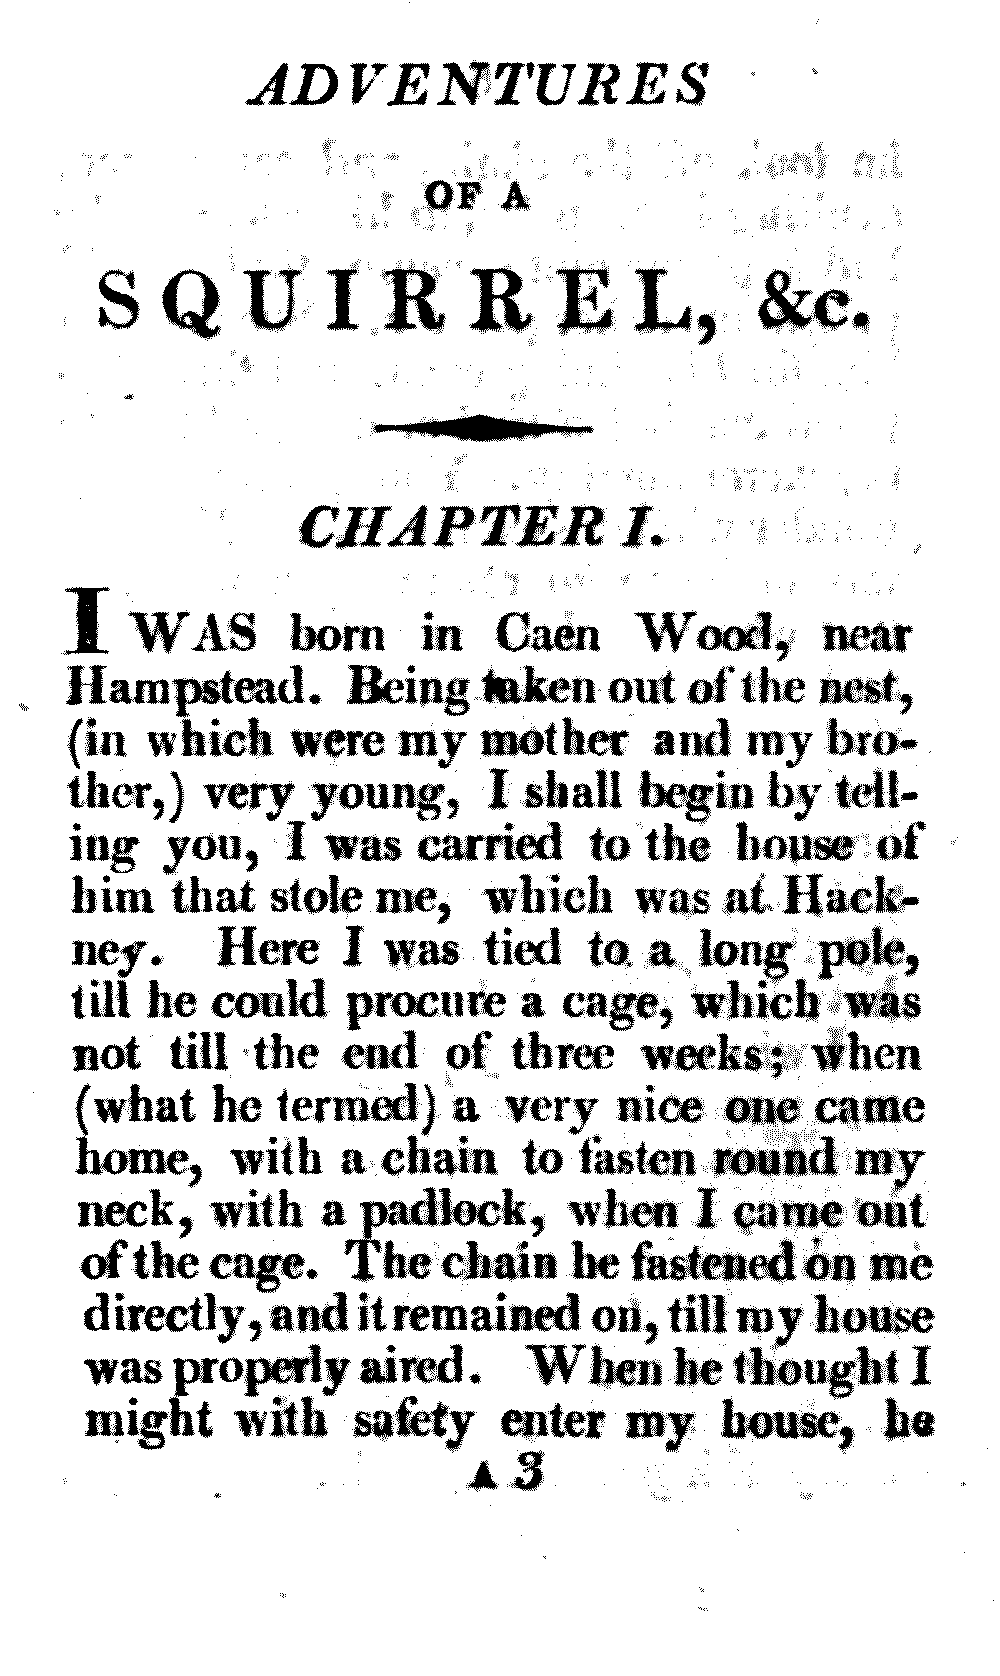 ADVENTURES
OF A
SQUIRREL, &c.
CHAPTER I.
I WAS born in Caen Wood, near
Hampstead. Being taken out of the nest,
(in which were my mother and my bro-
ther,) very young, I shall begin by tell-
ing you, I was carried to the house of
him that stole me, which was at Hack-
ney. Here I was tied to a long pole,
till he could procure a cage, which was
not till the end of three weeks; when
(what he termed) a very nice one came
home, with a chain to fasten round my
neck, with a padlock, when I came out
of the cage. The chain he fastened on me
directly, and it remained on, till my house
was properly aired. When he thought I
might with safety enter my house, he
A 3